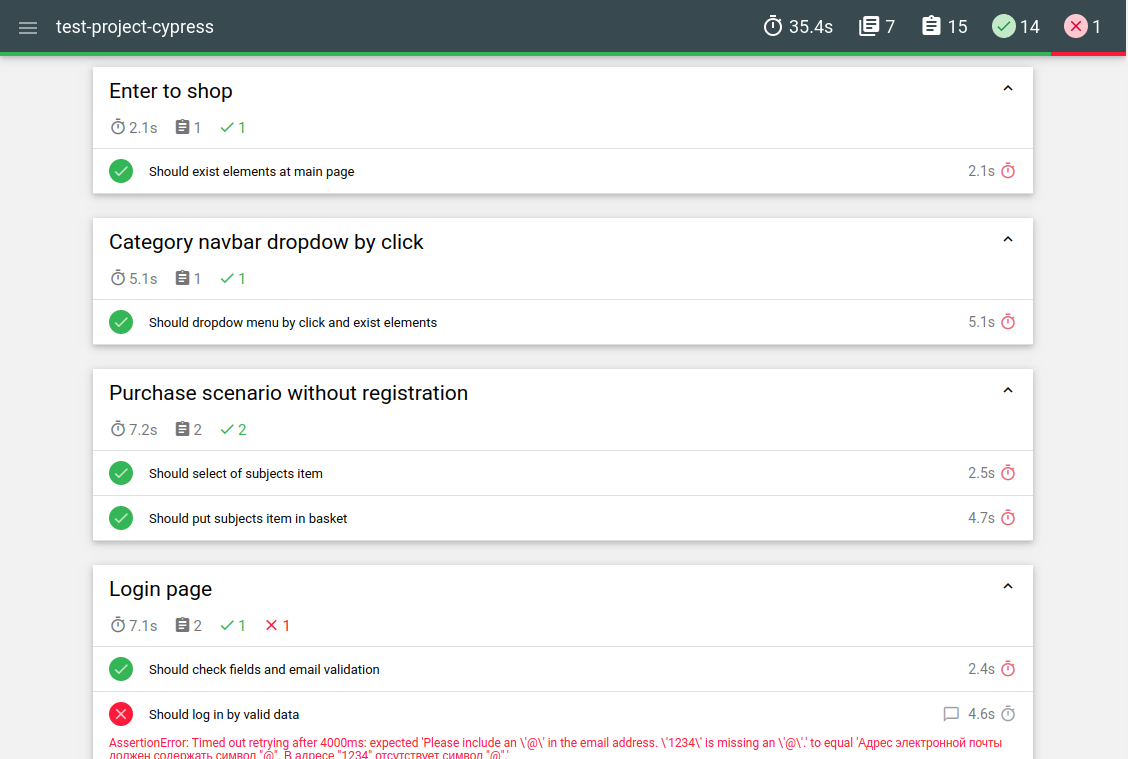 test-project-cypress 35.4s 7 15 14 1
Enter to shop
2.1s 1 1
Should exist elements at main page 2.1s
Category navbar dropdow by click
5.1s 1 1
Should dropdow menu by click and exist elements 5.1s
Purchase scenario without registration
7.2s 2 2
Should select of subjects item 2.5s
Should put subjects item in basket 4.7s
Login page
7.1s 2 1 1
Should check fields and email validation 2.4s
Should log in by valid data 4.6s
AssertionError: Timed out retrying after 4000ms: expected 'Please include an \'@\' in the email address. \'1234\' is missing an \'@\'.' to equal 'Адрес электронной почты
должен содержать символ "@". В адресе "1234" отсутствует символ "@".'